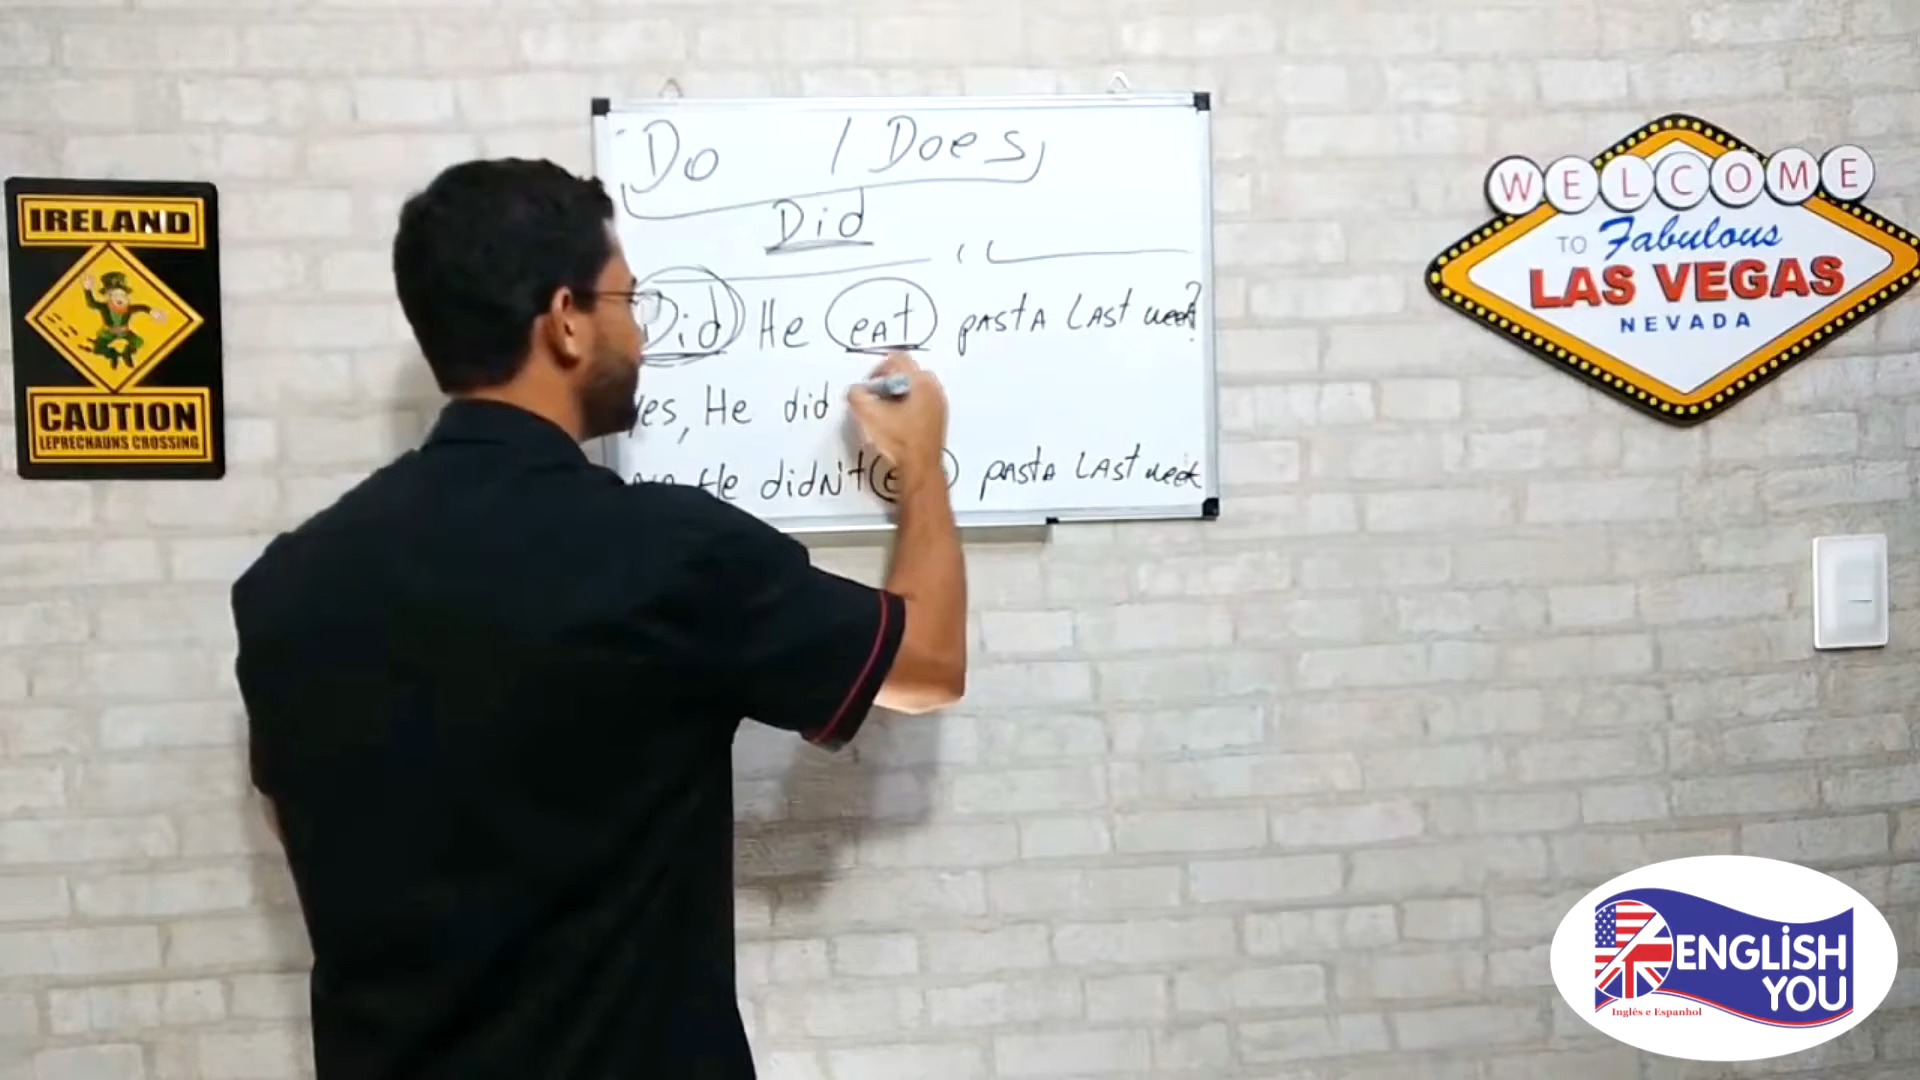 IRELAND
CAUTION
LEPRECHAUNS CROSSING
Do / Does
Did
Did He eat pasta Last week?
yes, He did
He didn't pasta Last week
WELCOME
TO Fabulous
LAS VEGAS
NEVADA
ENGLiSH
YOU
Inglês e Espanhol